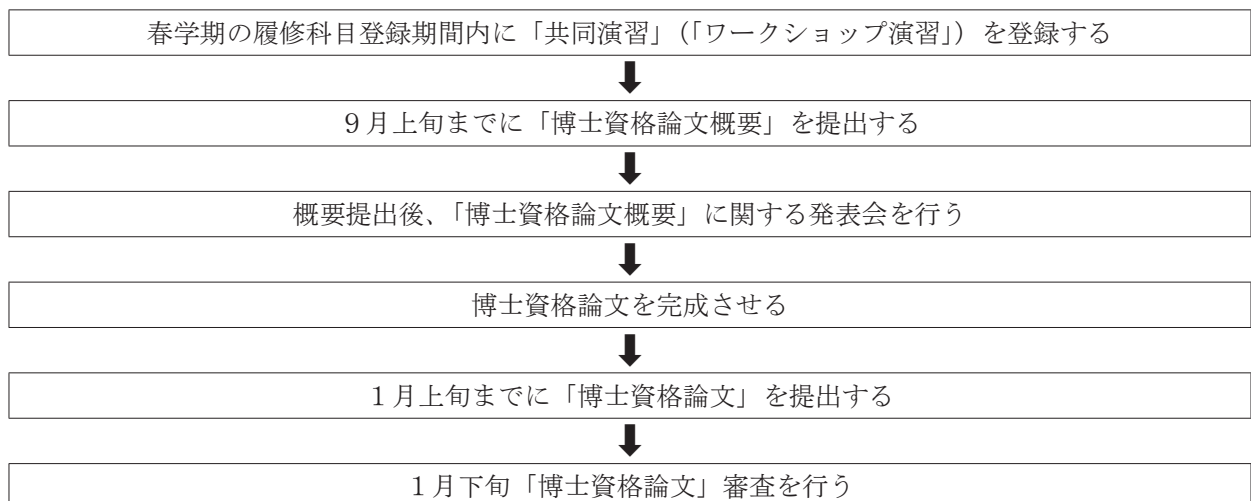 春学期の履修科目登録期間内に「共同演習」(「ワークショップ演習」) を登録する
９月上旬までに「博士資格論文概要」を提出する
概要提出後、「博士資格論文概要」に関する発表会を行う
博士資格論文を完成させる
１月上旬までに「博士資格論文」を提出する
１月下旬「博士資格論文」審査を行う